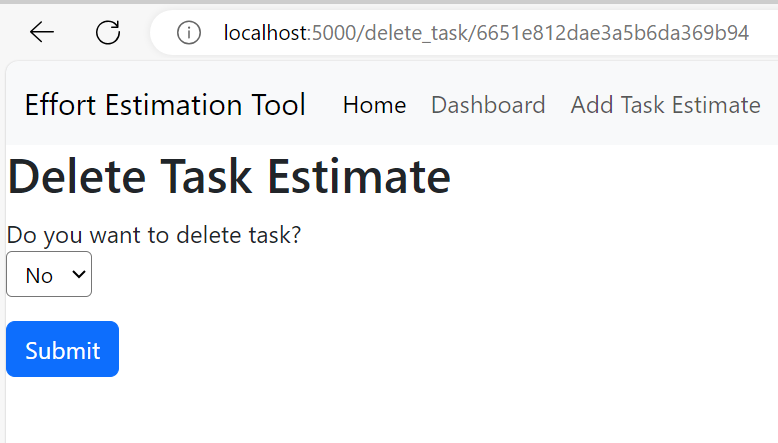 localhost:5000/delete_task/6651e812dae3a5b6da369b94
Effort Estimation Tool Home Dashboard Add Task Estimate
Delete Task Estimate
Do you want to delete task?
No
Submit